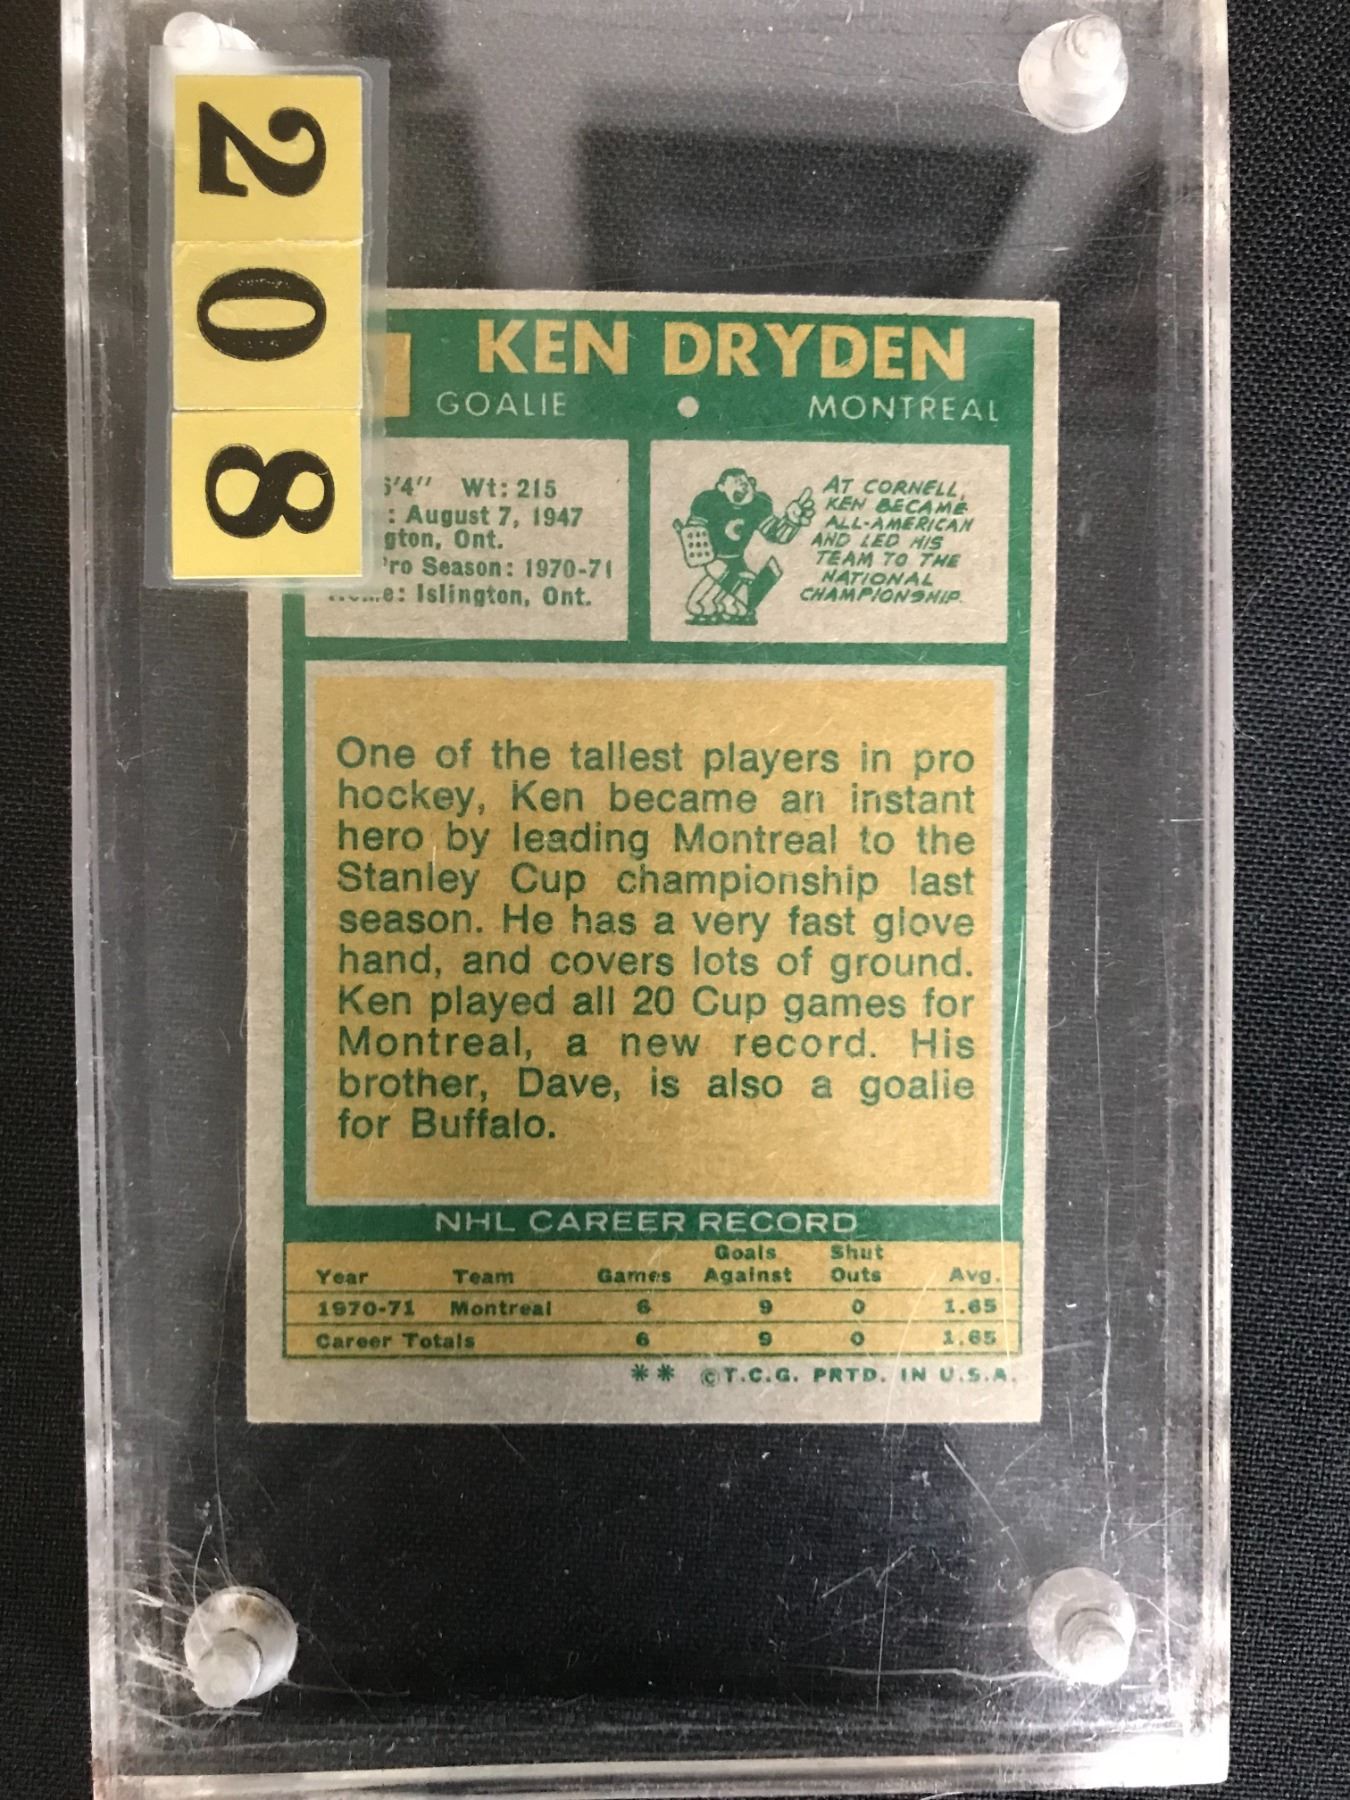 208
KEN DRYDEN
GOALIE • MONTREAL
6'4" Wt: 215
: August 7, 1947
gton, Ont.
Pro Season: 1970-71
e: Islington, Ont.
AT CORNELL,
KEN BECAME
ALL-AMERICAN
AND LED HIS
TEAM TO THE
NATIONAL
CHAMPIONSHIP.
C
One of the tallest players in pro
hockey, Ken became an instant
hero by leading Montreal to the
Stanley Cup championship last
season. He has a very fast glove
hand, and covers lots of ground.
Ken played all 20 Cup games for
Montreal, a new record. His
brother, Dave, is also a goalie
for Buffalo.
NHL CAREER RECORD
Year Team Games Goals Against Shut Outs Avg.
1970-71 Montreal 6 9 0 1.65
Career Totals 6 9 0 1.65
** ©T.C.G. PRTD. IN U.S.A.